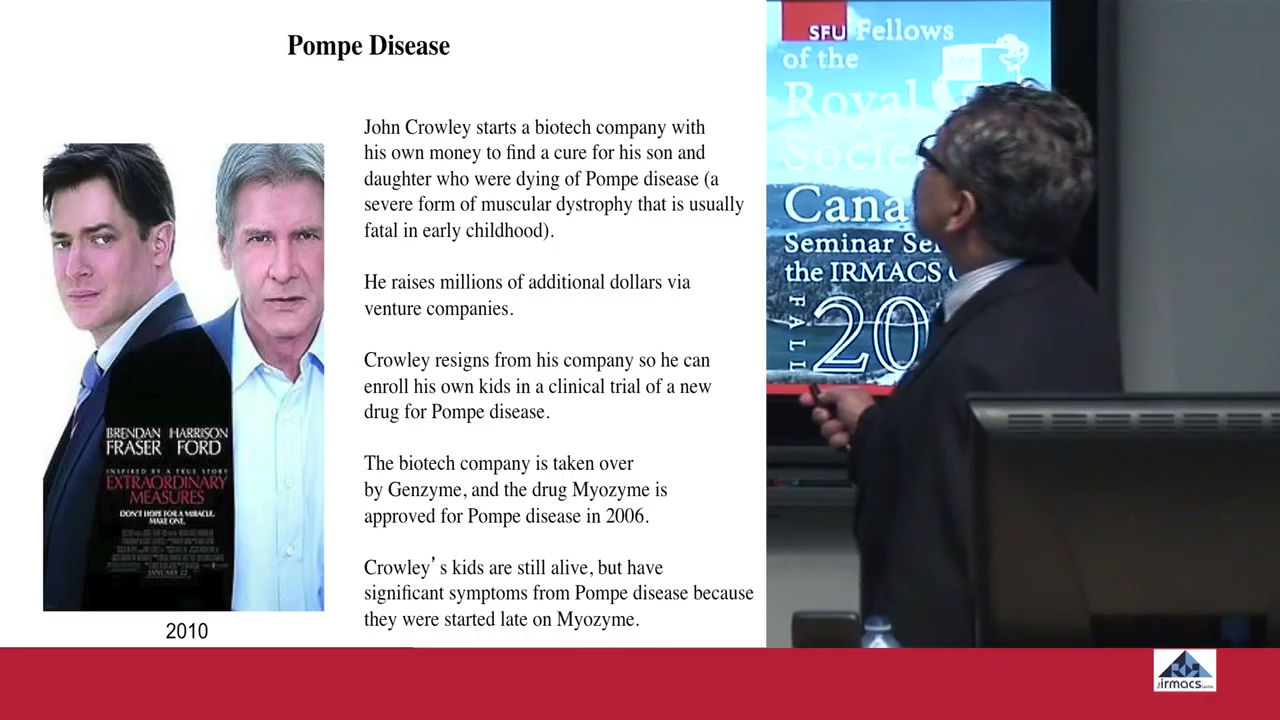 Pompe Disease
John Crowley starts a biotech company with
his own money to find a cure for his son and
daughter who were dying of Pompe disease (a
severe form of muscular dystrophy that is usually
fatal in early childhood).
He raises millions of additional dollars via
venture companies.
Crowley resigns from his company so he can
enroll his own kids in a clinical trial of a new
drug for Pompe disease.
The biotech company is taken over
by Genzyme, and the drug Myozyme is
approved for Pompe disease in 2006.
Crowley’s kids are still alive, but have
significant symptoms from Pompe disease because
they were started late on Myozyme.
BRENDAN HARRISON
FRASER FORD
INSPIRED BY A TRUE STORY
EXTRAORDINARY
MEASURES
DON'T HOPE FOR A MIRACLE.
MAKE ONE.
JANUARY 22
2010
SFU Fellows
of the
Royal
Socie
Cana
Seminar Se
the IRMACS
FALL
20
irmacs